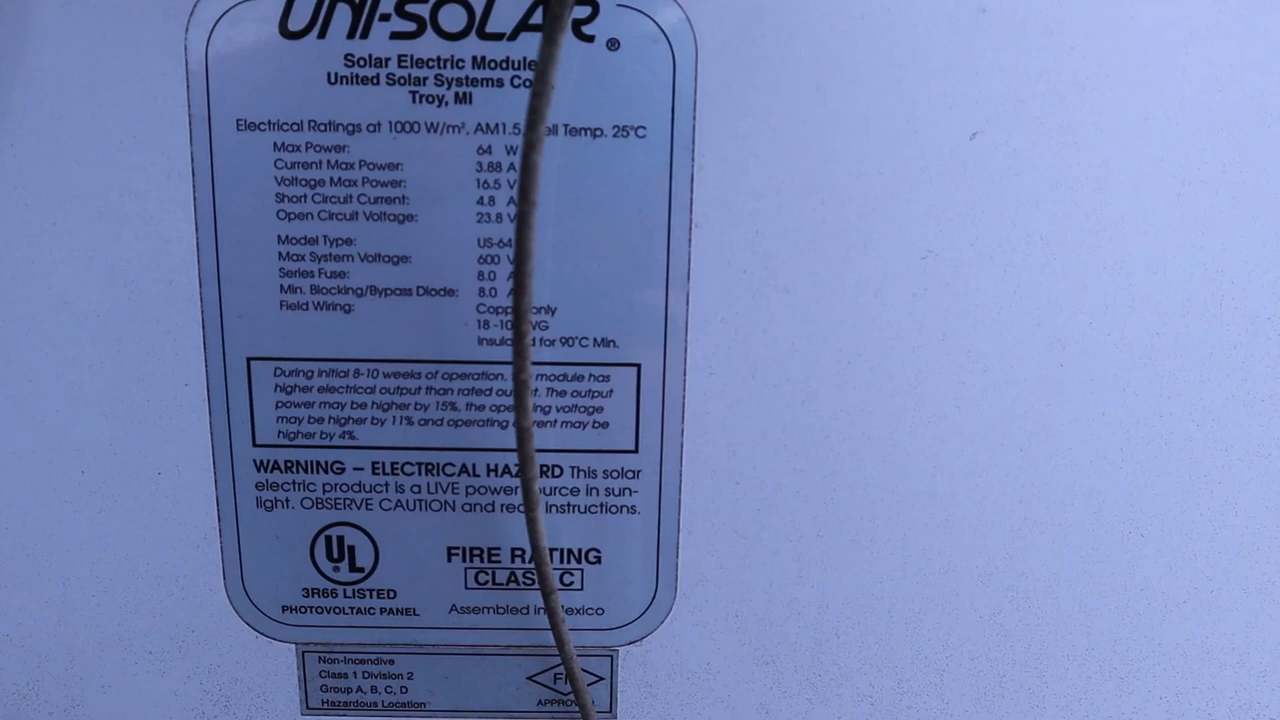 UNI-SOLAR ®
Solar Electric Module
United Solar Systems
Troy, MI
Electrical Ratings at 1000 W/m², AM1.5, Cell Temp. 25°C
Max Power: 64 W
Current Max Power: 3.88 A
Voltage Max Power: 16.5 V
Short Circuit Current: 4.8 A
Open Circuit Voltage: 23.8 V
Model Type: US-64
Max System Voltage: 600 V
Series Fuse: 8.0 A
Min. Blocking/Bypass Diode: 8.0 A
Field Wiring: Copper only
18-10 AWG
Insulated for 90°C Min.
During initial 8-10 weeks of operation, the module has
higher electrical output than rated output. The output
power may be higher by 15%, the operating voltage
may be higher by 11% and operating current may be
higher by 4%.
WARNING – ELECTRICAL HAZARD This solar
electric product is a LIVE power source in sun-
light. OBSERVE CAUTION and read instructions.
UL ®
3R66 LISTED
PHOTOVOLTAIC PANEL
FIRE RATING
CLASS C
Assembled in Mexico
Non-Incendive
Class 1 Division 2
Group A, B, C, D
Hazardous Location
FM
APPROVED